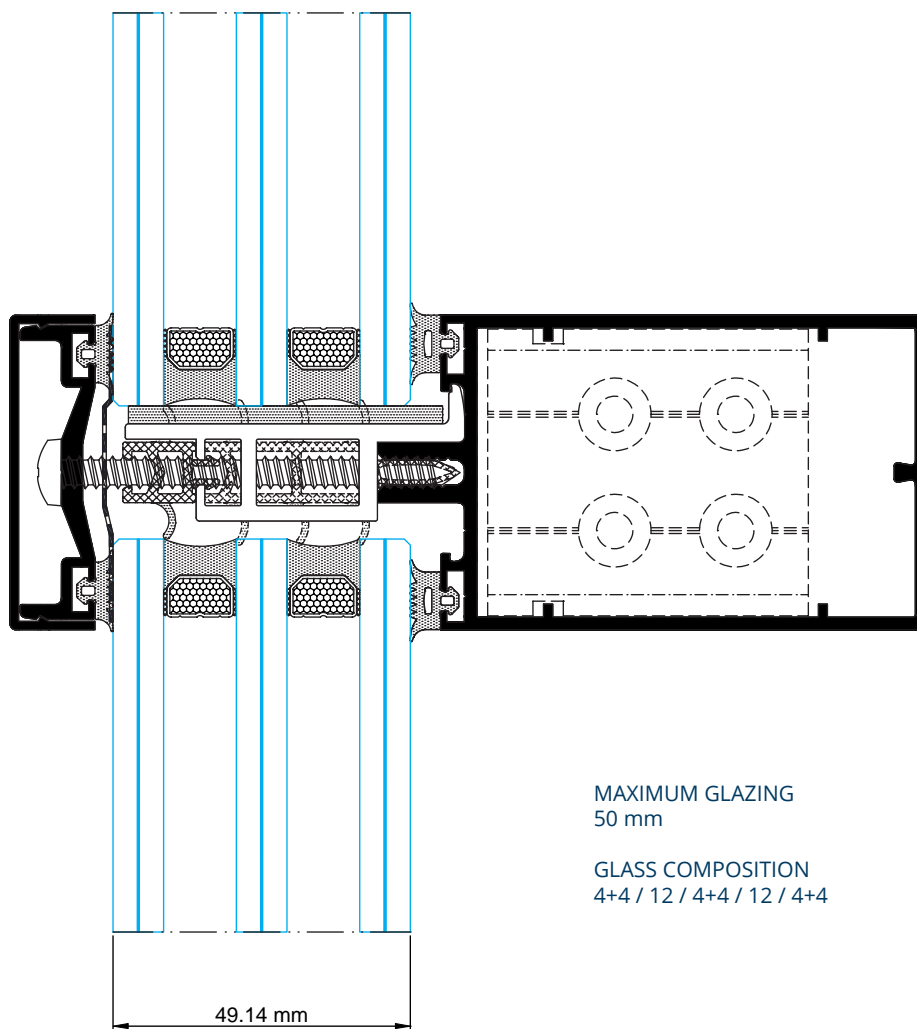 MAXIMUM GLAZING
50 mm
GLASS COMPOSITION
4+4 / 12 / 4+4 / 12 / 4+4
49.14 mm